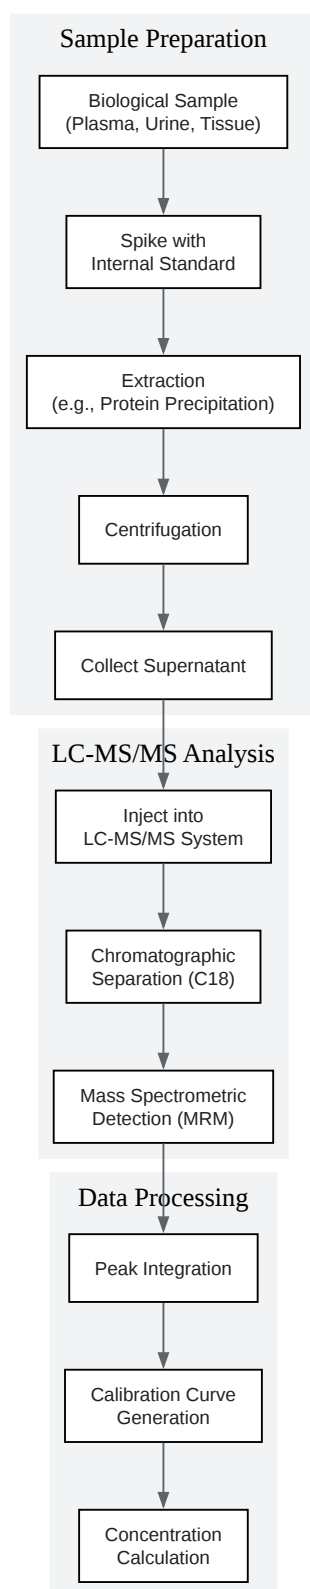 Sample Preparation
Biological Sample
(Plasma, Urine, Tissue)
Spike with
Internal Standard
Extraction
(e.g., Protein Precipitation)
Centrifugation
Collect Supernatant
LC-MS/MS Analysis
Inject into
LC-MS/MS System
Chromatographic
Separation (C18)
Mass Spectrometric
Detection (MRM)
Data Processing
Peak Integration
Calibration Curve
Generation
Concentration
Calculation